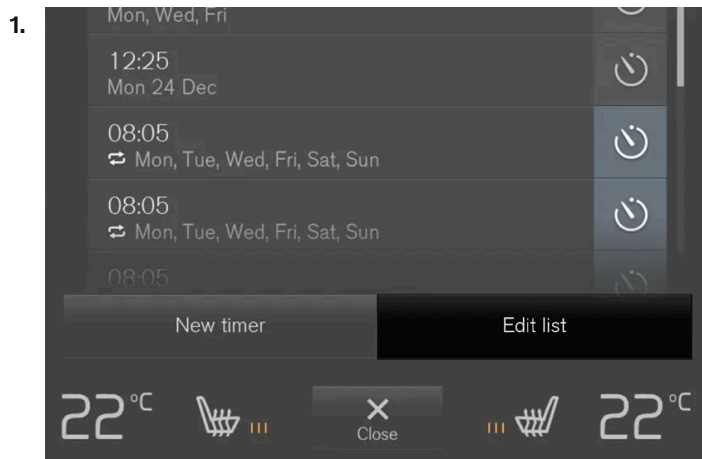 1.
Mon, Wed, Fri
12:25
Mon 24 Dec
08:05
Mon, Tue, Wed, Fri, Sat, Sun
08:05
Mon, Tue, Wed, Fri, Sat, Sun
08:05
New timer Edit list
22°C 22°C
Close